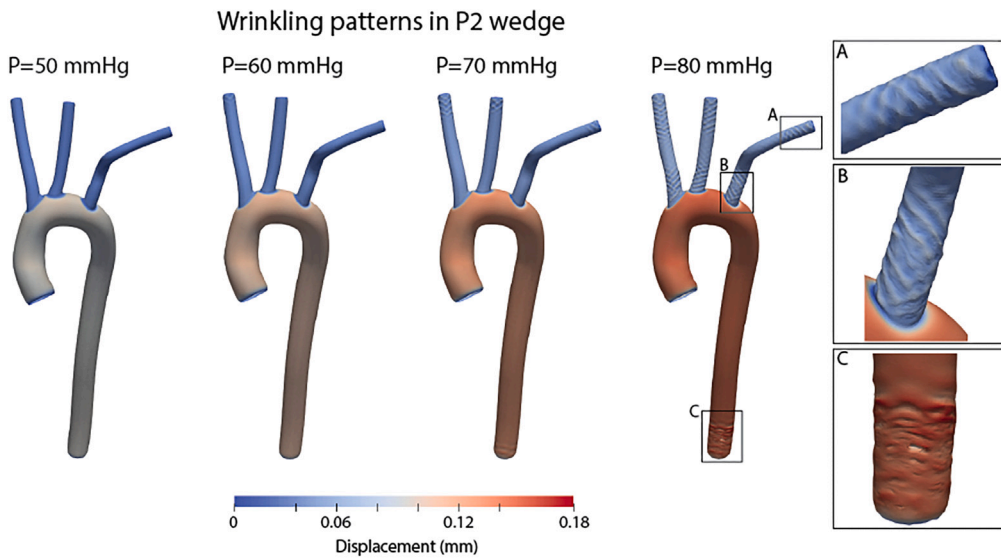 Wrinkling patterns in P2 wedge
P=50 mmHg
P=60 mmHg
P=70 mmHg
P=80 mmHg
A
B
C
A
B
C
0
0.06
0.12
0.18
Displacement (mm)